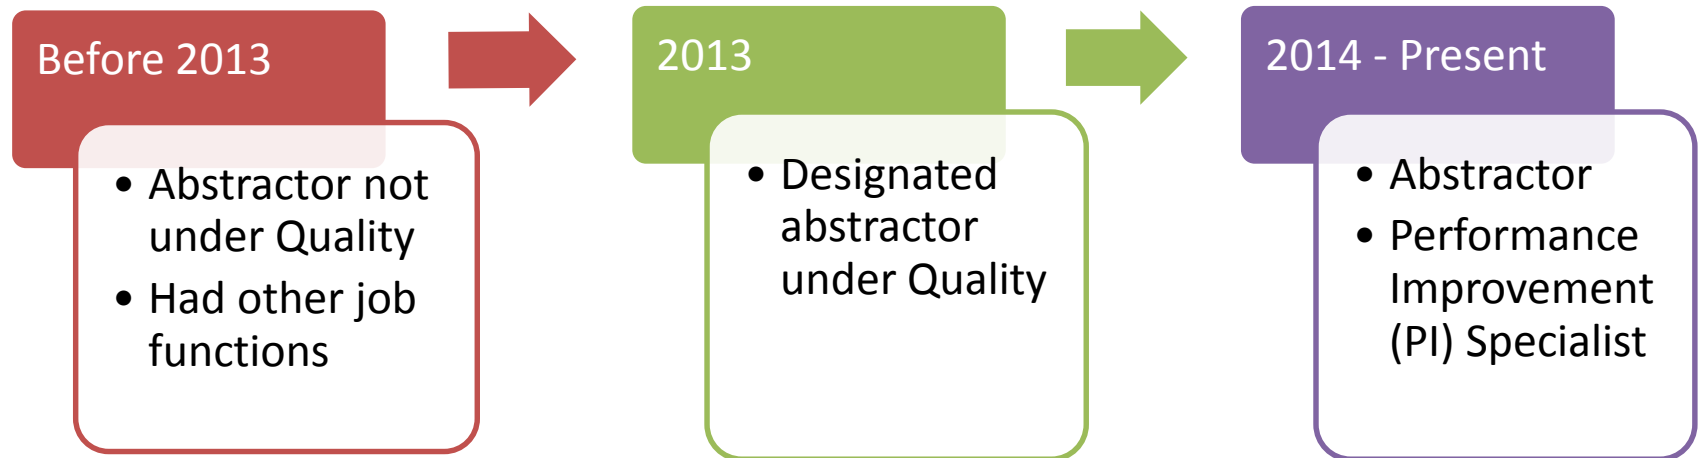 Before 2013
• Abstractor not
under Quality
• Had other job
functions
2013
• Designated
abstractor
under Quality
2014 - Present
• Abstractor
• Performance
Improvement
(PI) Specialist